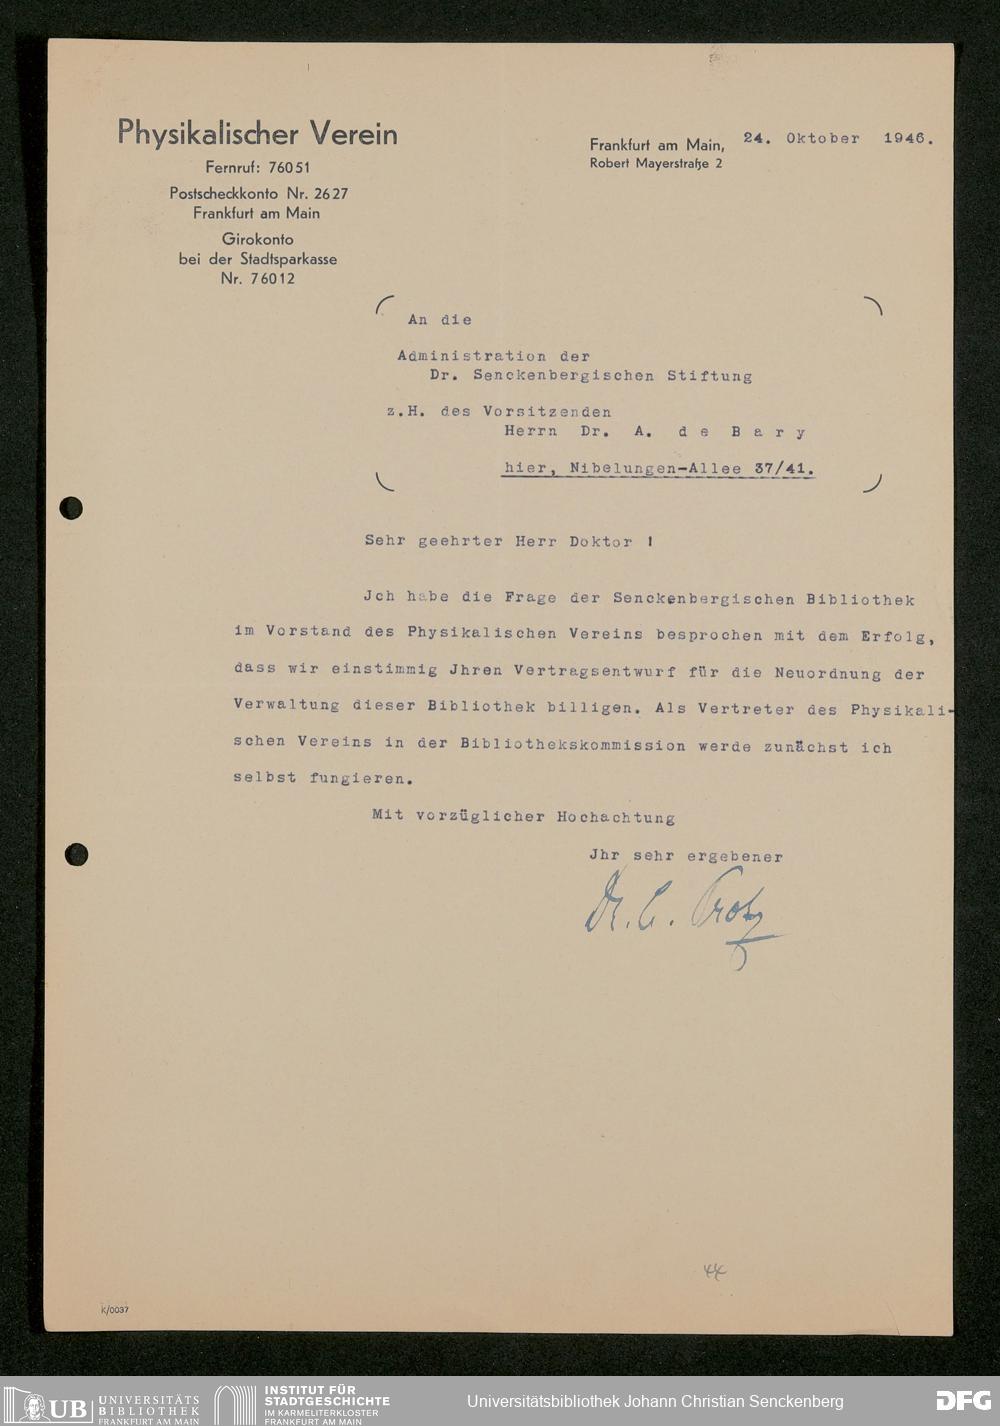 Physikalischer Verein
Fernruf: 76051
Postscheckkonto Nr. 2627
Frankfurt am Main
Girokonto
bei der Stadtsparkasse
Nr. 76012
Frankfurt am Main, 24. Oktober 1946.
Robert Mayerstraße 2
An die
Administration der
Dr. Senckenbergischen Stiftung
z.H. des Vorsitzenden
Herrn Dr. A. d e B a r y
hier, Nibelungen-Allee 37/41.
Sehr geehrter Herr Doktor !
Jch habe die Frage der Senckenbergischen Bibliothek
im Vorstand des Physikalischen Vereins besprochen mit dem Erfolg,
dass wir einstimmig Jhren Vertragsentwurf für die Neuordnung der
Verwaltung dieser Bibliothek billigen. Als Vertreter des Physikali-
schen Vereins in der Bibliothekskommission werde zunächst ich
selbst fungieren.
Mit vorzüglicher Hochachtung
Jhr sehr ergebener
Dr. C.
44
K/0037
UB UNIVERSITÄTS
BIBLIOTHEK
FRANKFURT AM MAIN
INSTITUT FÜR
STADTGESCHICHTE
IM KARMELITERKLOSTER
FRANKFURT AM MAIN
Universitätsbibliothek Johann Christian Senckenberg
DFG